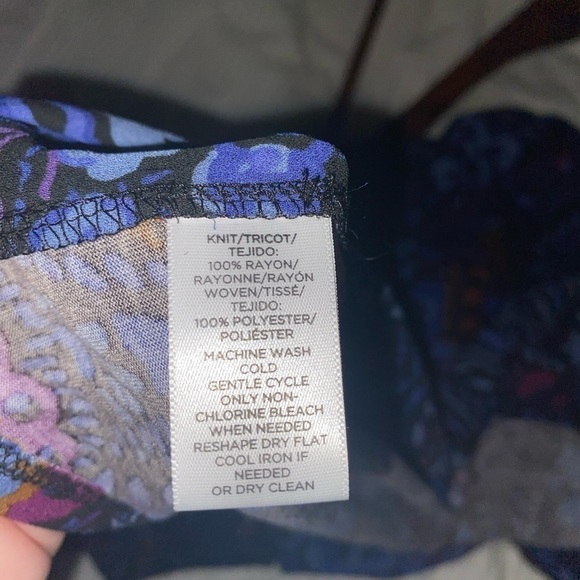 KNIT/TRICOT/
TEJIDO:
100% RAYON/
RAYONNE/RAYÓN
WOVEN/TISSÉ/
TEJIDO:
100% POLYESTER/
POLIÉSTER
MACHINE WASH
COLD
GENTLE CYCLE
ONLY NON-
CHLORINE BLEACH
WHEN NEEDED
RESHAPE DRY FLAT
COOL IRON IF
NEEDED
OR DRY CLEAN